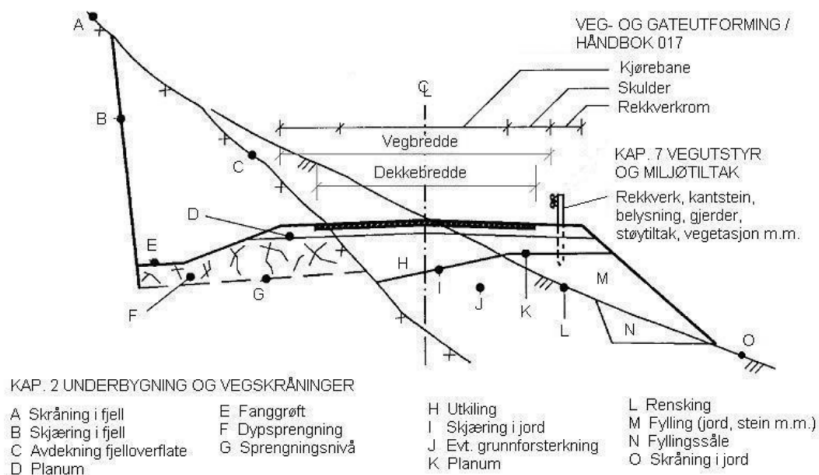 VEG- OG GATEUTFORMING /
HÅNDBOK 017
Kjørebane
Skulder
Rekkverkrom
Vegbredde
Dekkebredde
KAP. 7 VEGUTSTYR
OG MILJØTILTAK
Rekkverk, kantstein,
belysning, gjerder,
støytiltak, vegetasjon m.m.
A
B
C
D
E
F
G
H
I
J
K
L
M
N
O
℄
KAP. 2 UNDERBYGNING OG VEGSKRÅNINGER
A Skråning i fjell
B Skjæring i fjell
C Avdekning fjelloverflate
D Planum
E Fanggrøft
F Dypsprengning
G Sprengningsnivå
H Utkiling
I Skjæring i jord
J Evt. grunnforsterkning
K Planum
L Rensking
M Fylling (jord, stein m.m.)
N Fyllingssåle
O Skråning i jord